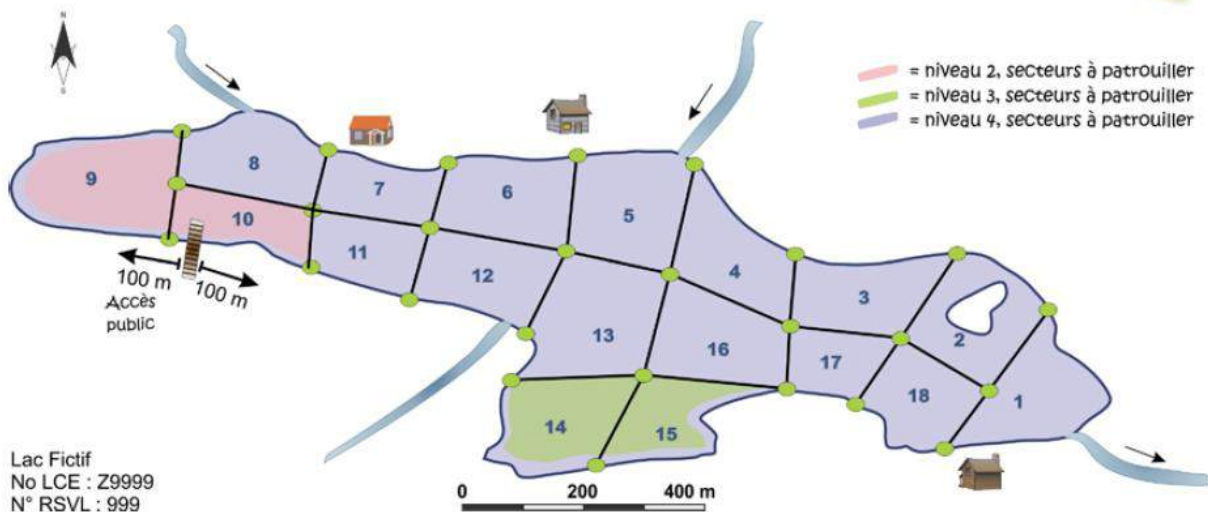 N
S
= niveau 2, secteurs à patrouiller
= niveau 3, secteurs à patrouiller
= niveau 4, secteurs à patrouiller
9
8
7
6
5
4
3
2
1
10
11
12
13
16
17
18
14
15
100 m
100 m
Accès
public
Lac Fictif
No LCE : Z9999
N° RSVL : 999
0 200 400 m